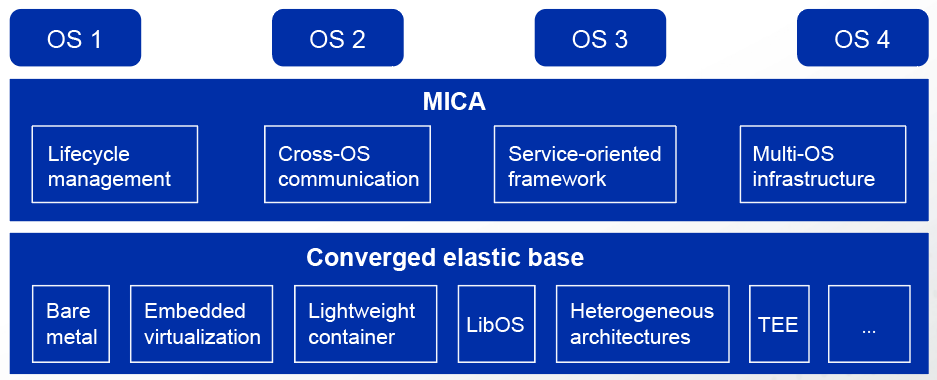 OS 1
OS 2
OS 3
OS 4
MICA
Lifecycle
management
Cross-OS
communication
Service-oriented
framework
Multi-OS
infrastructure
Converged elastic base
Bare
metal
Embedded
virtualization
Lightweight
container
LibOS
Heterogeneous
architectures
TEE
...